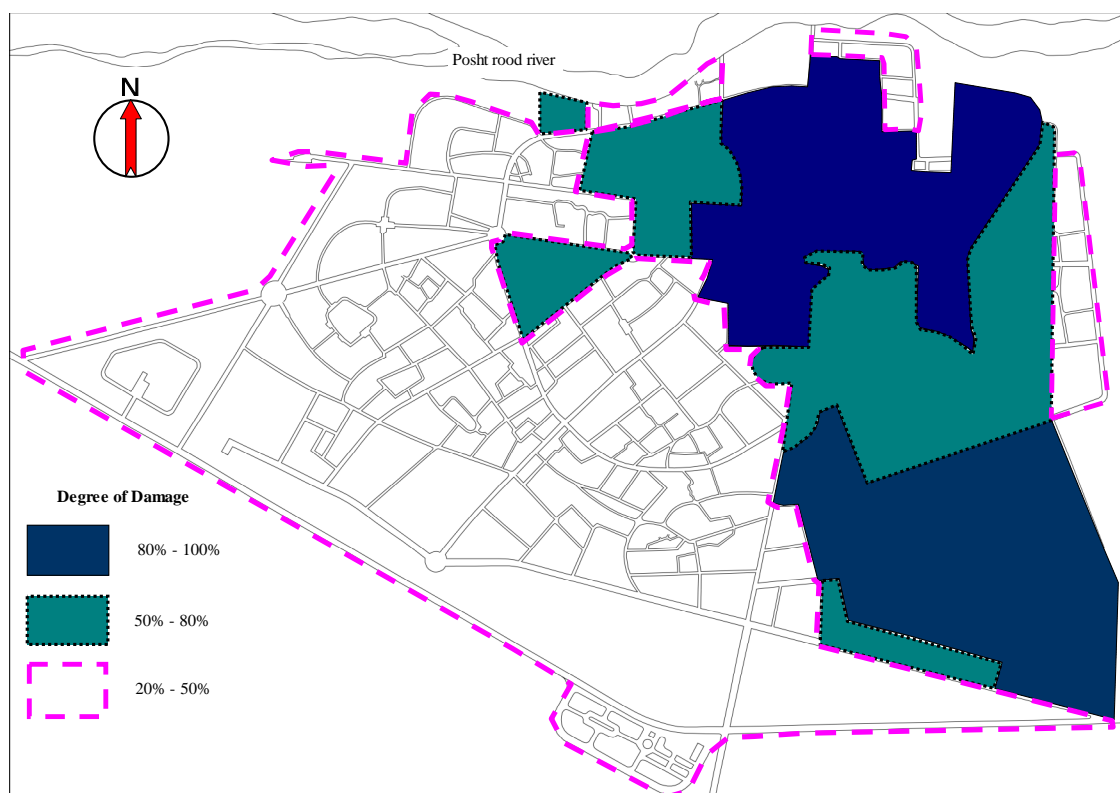 Posht rood river
N
Degree of Damage
80% - 100%
50% - 80%
20% - 50%